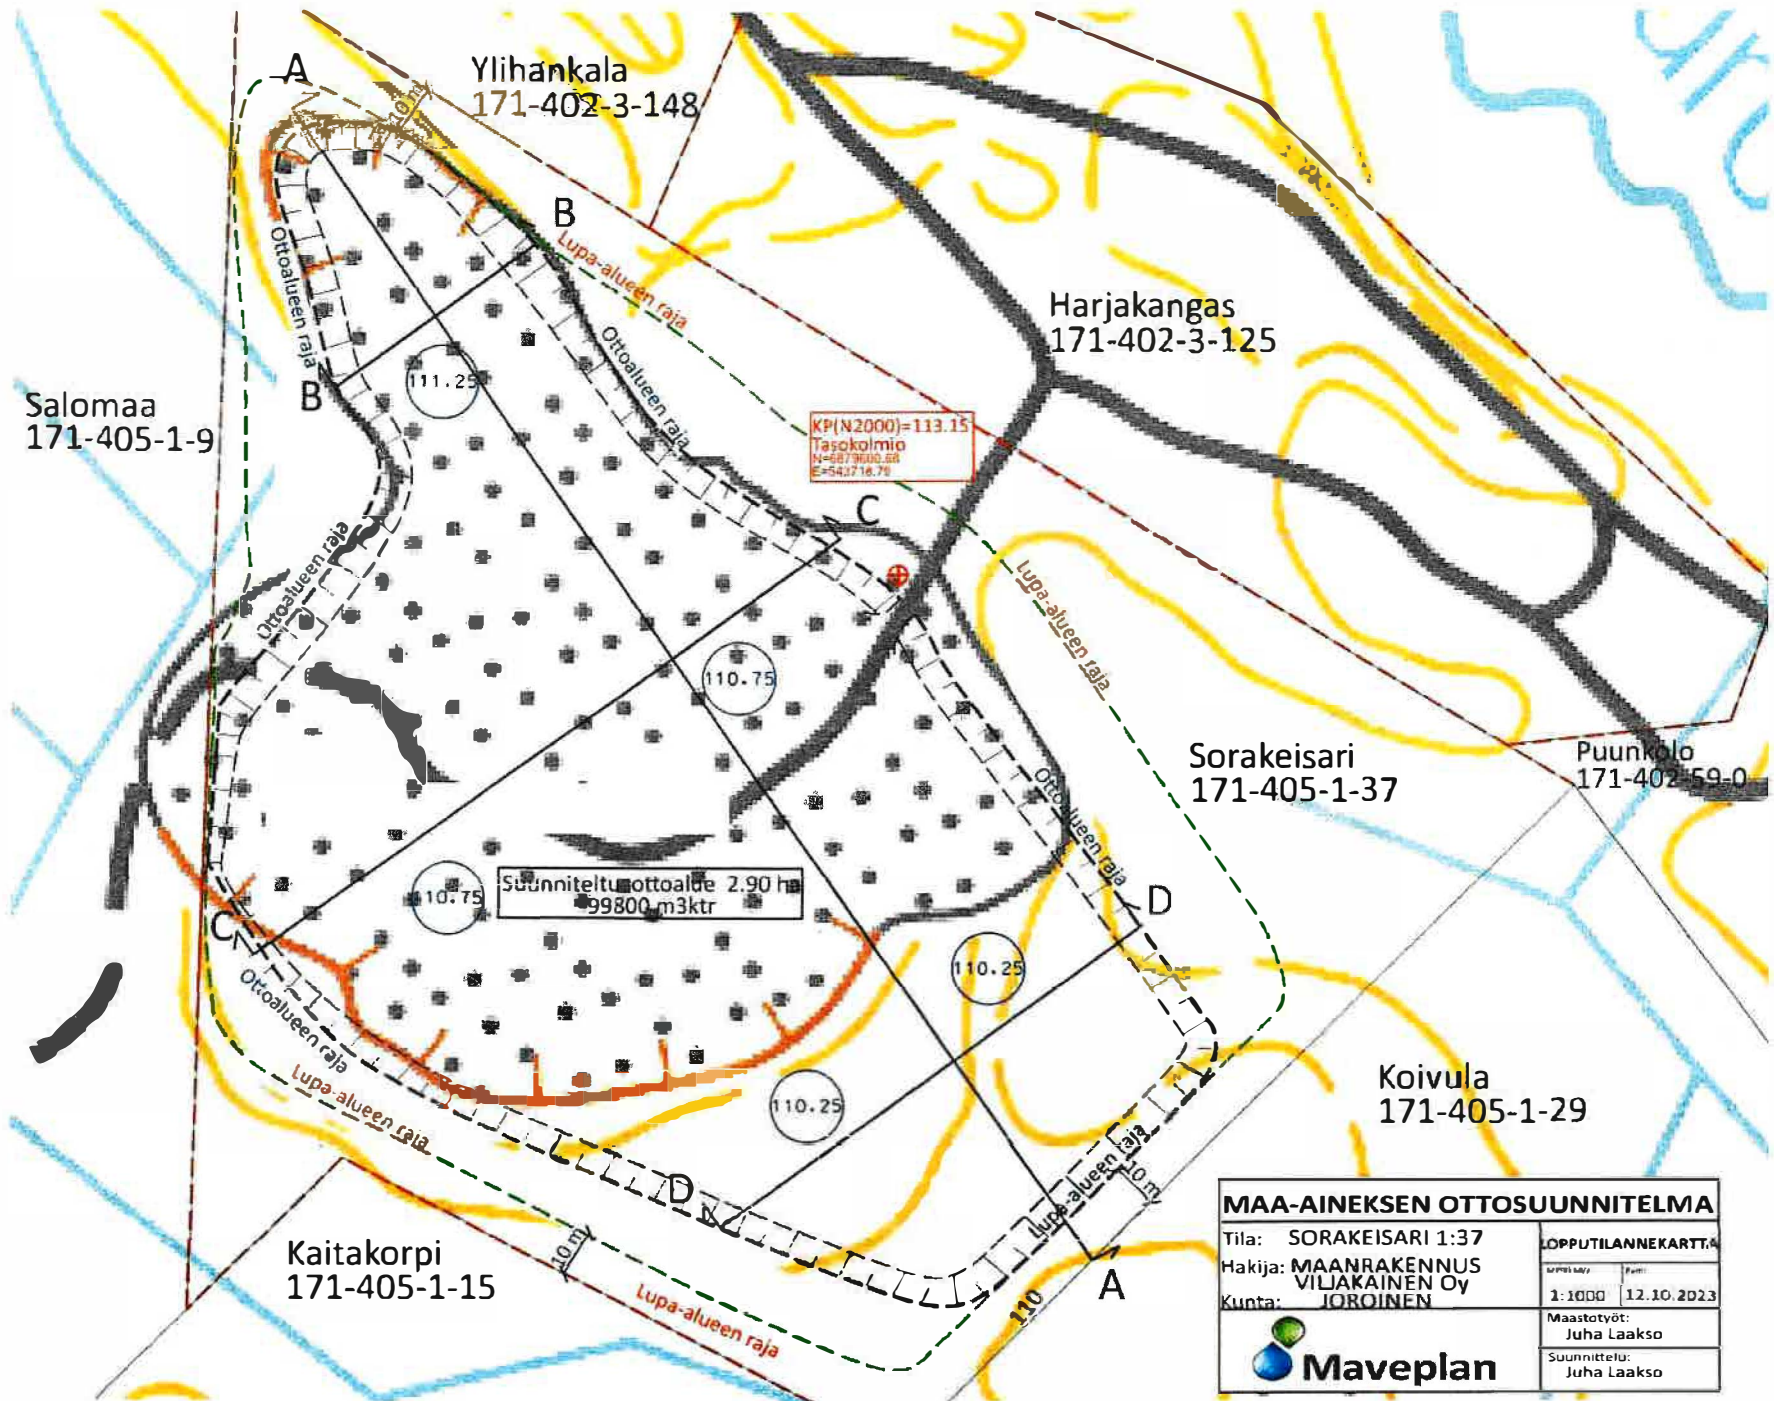 A
Ylihankala
171-402-3-148
10 m
B
Lupa-alueen raja
Ottoalueen raja
Harjakangas
171-402-3-125
Ottoalueen raja
111.25
B
Salomaa
171-405-1-9
KP(N2000)=113.15
Tasokolmio
C
Ottoalueen raja
Lupa-alueen raja
110.75
Sorakeisari
171-405-1-37
Puunkolo
171-402-59-0
Ottoalueen raja
110.75
Suunniteltu ottoalue 2.90 ha
99800 m3ktr
D
C
110.25
Ottoalueen raja
Lupa-alueen raja
110.25
Koivula
171-405-1-29
Lupa-alueen raja
10 m
D
10 m
Kaitakorpi
171-405-1-15
Lupa-alueen raja
110
A
MAA-AINEKSEN OTTOSUUNNITELMA
Tila: SORAKEISARI 1:37
LOPPUTILANNEKARTTA
Hakija: MAANRAKENNUS
VILJAKAINEN Oy
Kunta: JOROINEN
1:1000
12.10.2023
Maastotyöt:
Juha Laakso
Suunnittelu:
Juha Laakso
Maveplan